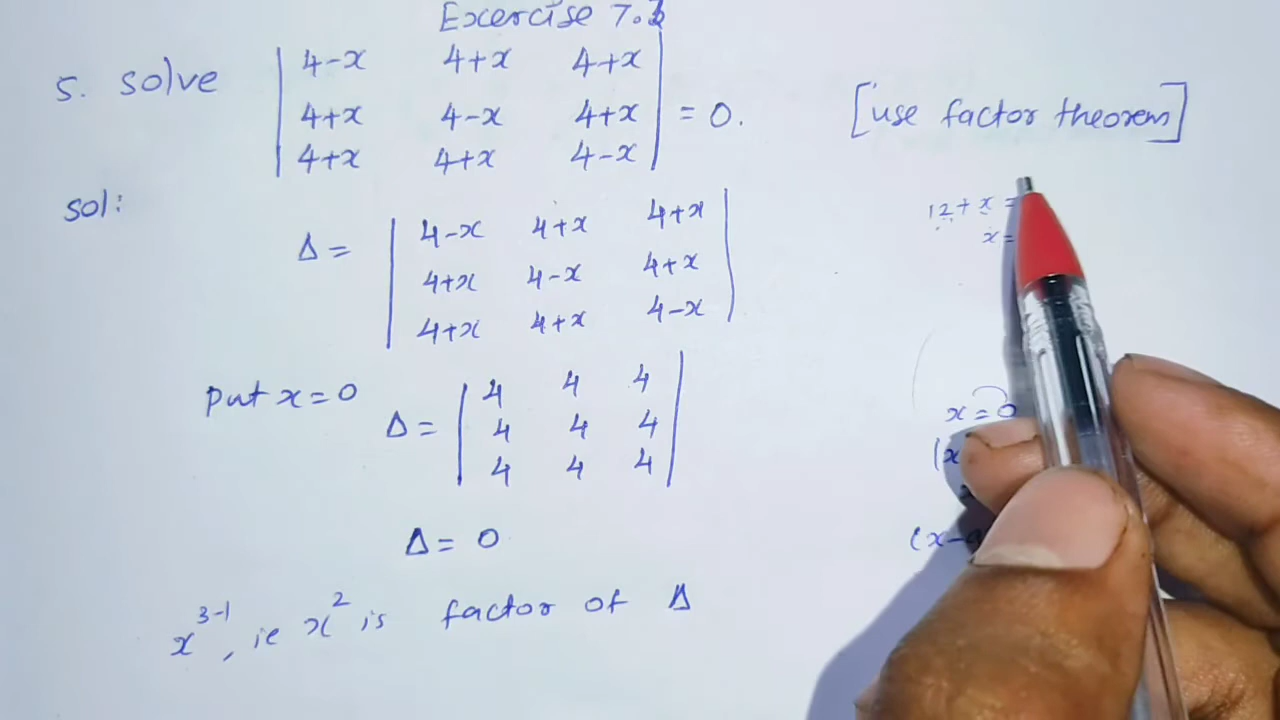 Excercise 7.
5. solve | 4-x 4+x 4+x |
| 4+x 4-x 4+x | = 0. [use factor theorem]
| 4+x 4+x 4-x |
sol:
Δ = | 4-x 4+x 4+x |
| 4+x 4-x 4+x |
| 4+x 4+x 4-x |
12+x =
x =
put x=0 Δ = | 4 4 4 |
| 4 4 4 |
| 4 4 4 |
x=0
(x
Δ = 0
(x-
x^{3-1}, ie x^2 is factor of Δ